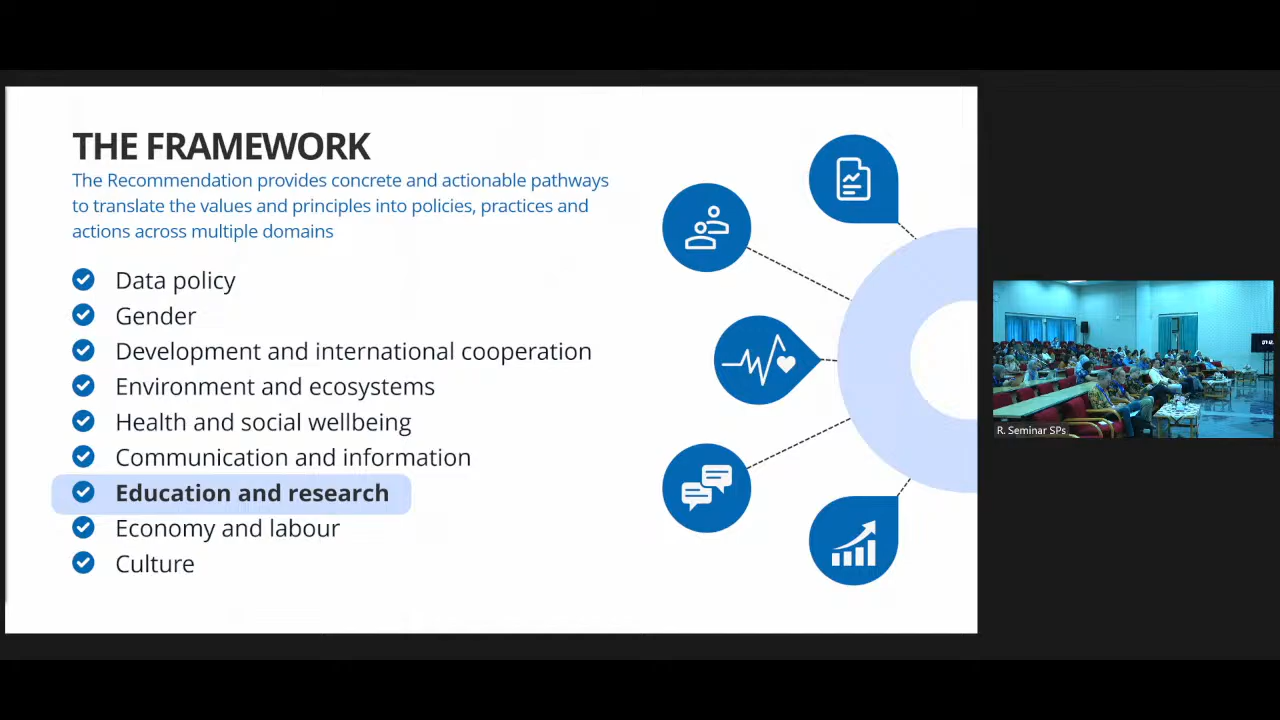 THE FRAMEWORK
The Recommendation provides concrete and actionable pathways
to translate the values and principles into policies, practices and
actions across multiple domains
Data policy
Gender
Development and international cooperation
Environment and ecosystems
Health and social wellbeing
Communication and information
Education and research
Economy and labour
Culture
R. Seminar SPs